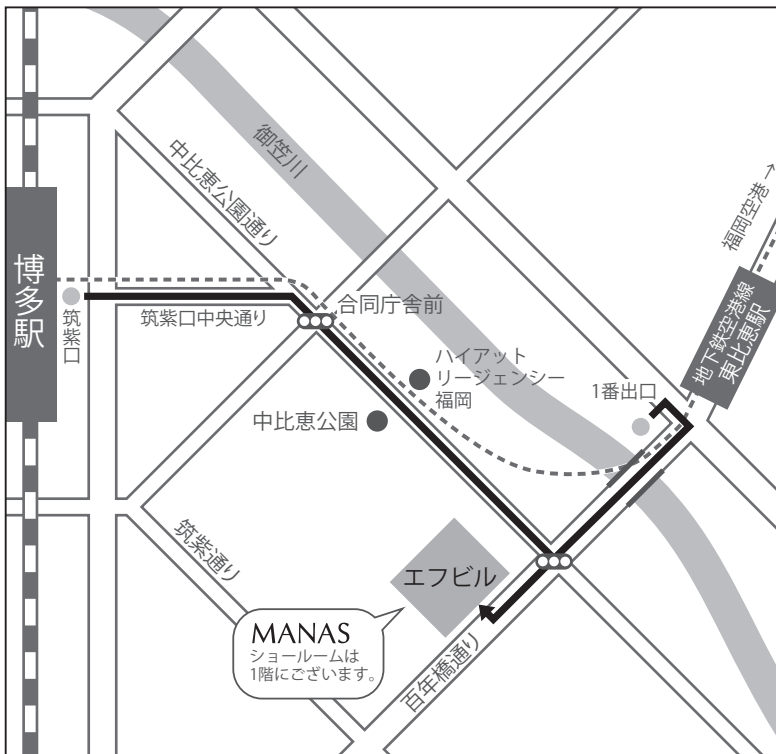 御笠川
中比恵公園通り
福岡空港→
博多駅
筑紫口
筑紫口中央通り
合同庁舎前
地下鉄空港線
東比恵駅
ハイアット
リージェンシー
福岡
1番出口
中比恵公園
筑紫通り
エフビル
MANAS
ショールームは
1階にございます。
百年橋通り